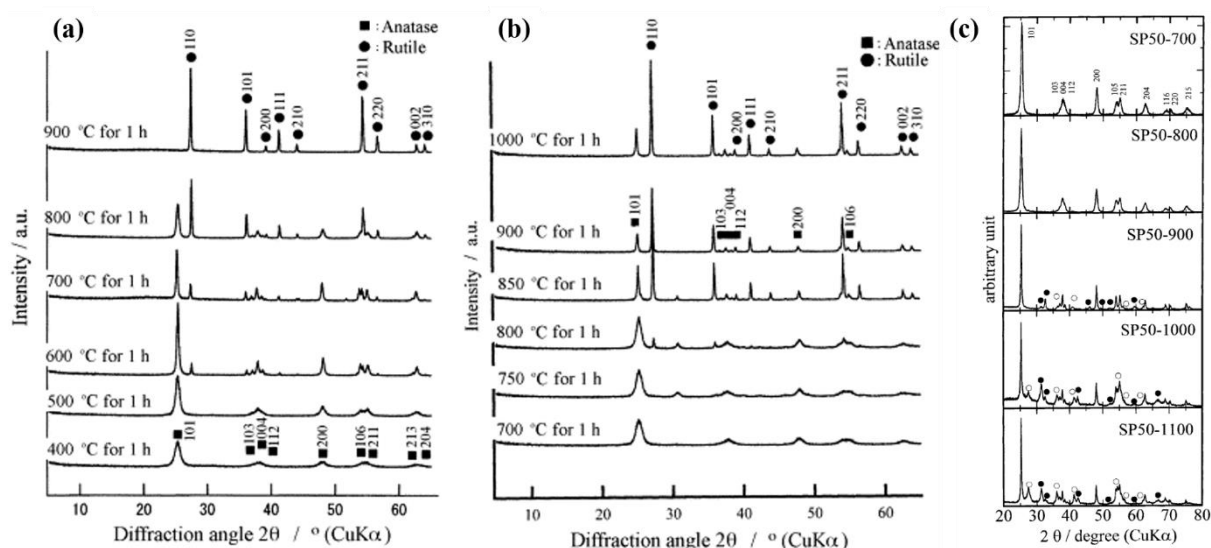 (a)
■ : Anatase
● : Rutile
110
101
200
111
210
211
220
002
310
900 °C for 1 h
800 °C for 1 h
700 °C for 1 h
600 °C for 1 h
500 °C for 1 h
400 °C for 1 h
101
103
004
112
200
106
211
213
204
Intensity / a.u.
10 20 30 40 50 60
Diffraction angle 2θ / ° (CuKα)
(b)
■ : Anatase
● : Rutile
110
101
200
111
210
211
220
002
310
1000 °C for 1 h
101
103
004
112
200
106
900 °C for 1 h
850 °C for 1 h
800 °C for 1 h
750 °C for 1 h
700 °C for 1 h
Intensity / a.u.
10 20 30 40 50 60
Diffraction angle 2θ / ° (CuKα)
(c)
SP50-700
101
103
004
112
200
105
211
204
116
220
215
SP50-800
SP50-900
SP50-1000
SP50-1100
arbitrary unit
20 30 40 50 60 70 80
2 θ / degree (CuKα)